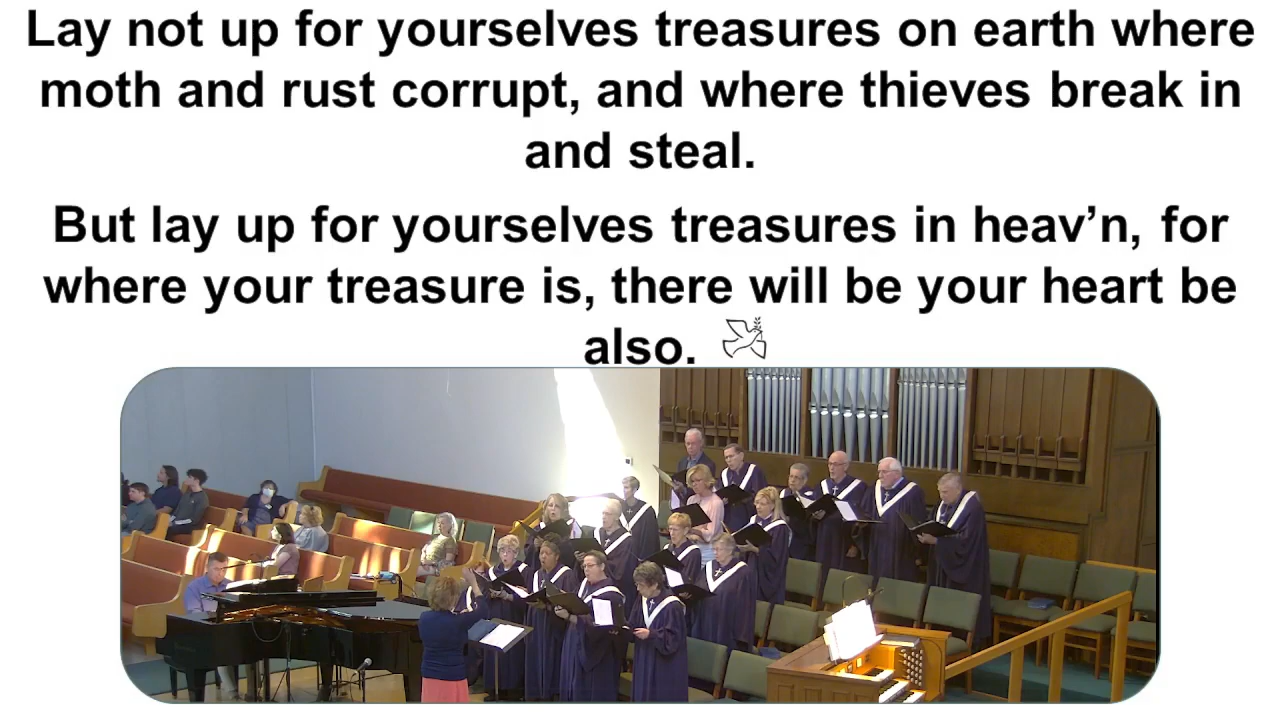 Lay not up for yourselves treasures on earth where
moth and rust corrupt, and where thieves break in
and steal.
But lay up for yourselves treasures in heav’n, for
where your treasure is, there will be your heart be
also.